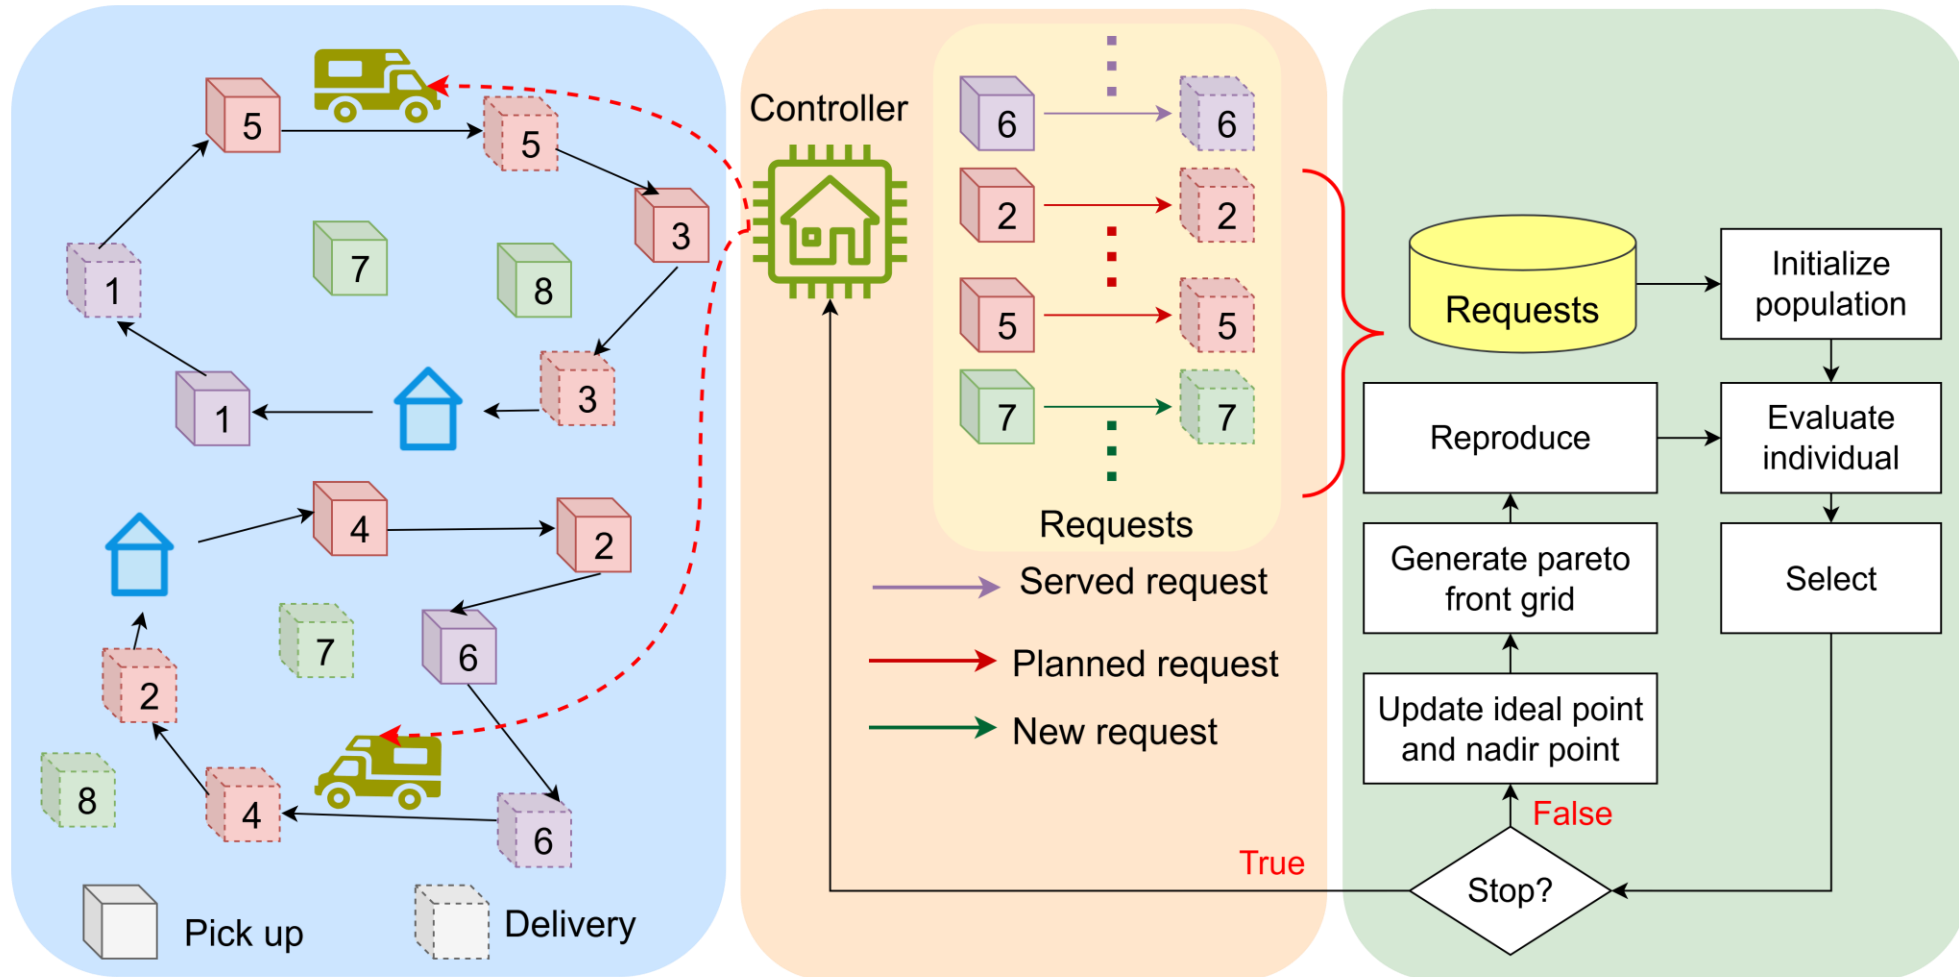 5
5
3
1
7
8
1
3
4
2
7
6
2
8
4
6
Pick up
Delivery
Controller
6
6
2
2
5
5
7
7
Requests
Served request
Planned request
New request
True
Requests
Initialize
population
Reproduce
Evaluate
individual
Generate pareto
front grid
Select
Update ideal point
and nadir point
False
Stop?